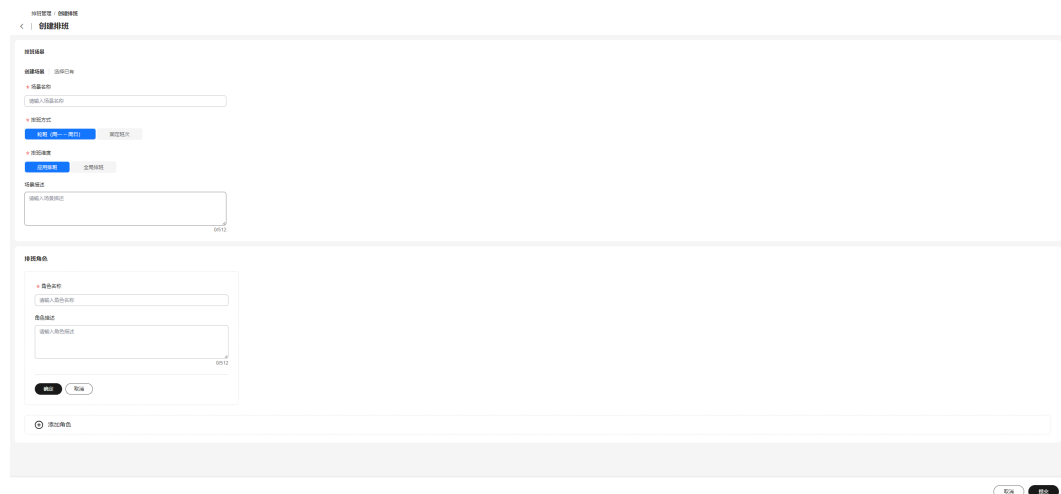 排班管理 / 创建排班
创建排班
排班场景
创建场景 选择已有
* 场景名称
请输入场景名称
* 排班方式
轮班 (周一 - 周日) 固定班次
* 排班维度
应用排班 全局排班
场景描述
请输入场景描述
0/512
排班角色
* 角色名称
请输入角色名称
角色描述
请输入角色描述
0/512
确定 取消
添加角色
取消 提交